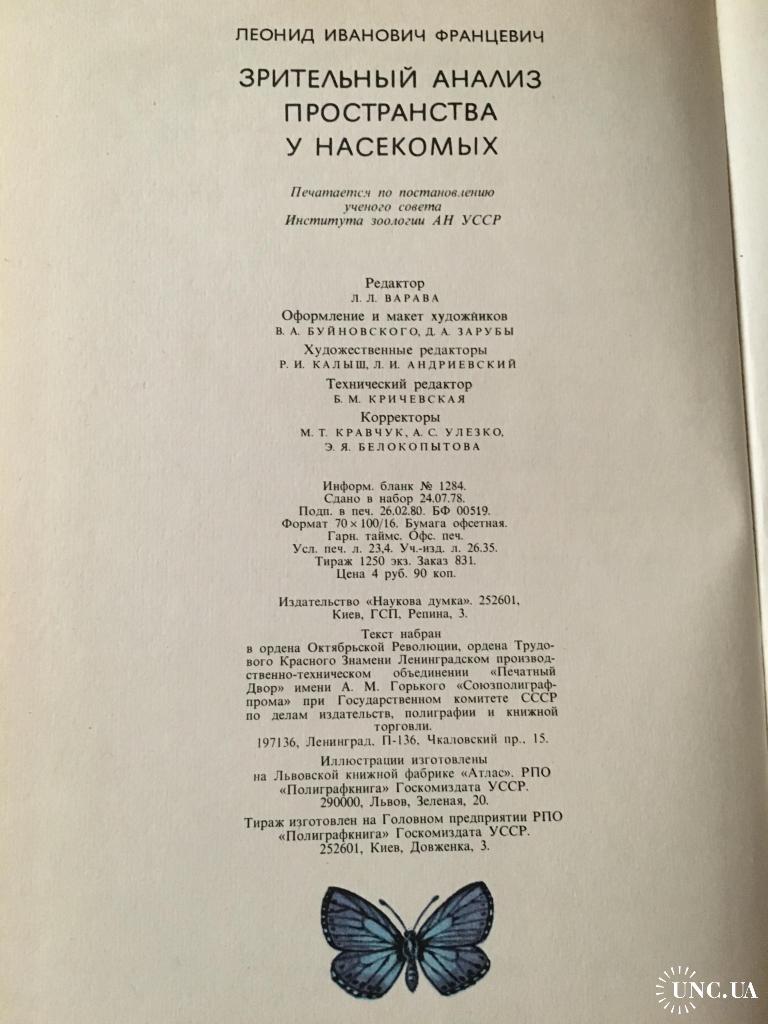 ЛЕОНИД ИВАНОВИЧ ФРАНЦЕВИЧ
ЗРИТЕЛЬНЫЙ АНАЛИЗ
ПРОСТРАНСТВА
У НАСЕКОМЫХ
Печатается по постановлению
ученого совета
Института зоологии АН УССР
Редактор
Л. Л. ВАРАВА
Оформление и макет художников
В. А. БУЙНОВСКОГО, Д. А. ЗАРУБЫ
Художественные редакторы
Р. И. КАЛЫШ, Л. И. АНДРИЕВСКИЙ
Технический редактор
Б. М. КРИЧЕВСКАЯ
Корректоры
М. Т. КРАВЧУК, А. С. УЛЕЗКО,
Э. Я. БЕЛОКОПЫТОВА
Информ. бланк № 1284.
Сдано в набор 24.07.78.
Подп. в печ. 26.02.80. БФ 00519.
Формат 70 × 100/16. Бумага офсетная.
Гарн. таймс. Офс. печ.
Усл. печ. л. 23,4. Уч.-изд. л. 26.35.
Тираж 1250 экз. Заказ 831.
Цена 4 руб. 90 коп.
Издательство «Наукова думка». 252601,
Киев, ГСП, Репина, 3.
Текст набран
в ордена Октябрьской Революции, ордена Трудо-
вого Красного Знамени Ленинградском производ-
ственно-техническом объединении «Печатный
Двор» имени А. М. Горького «Союзполиграф-
прома» при Государственном комитете СССР
по делам издательств, полиграфии и книжной
торговли.
197136, Ленинград, П-136, Чкаловский пр., 15.
Иллюстрации изготовлены
на Львовской книжной фабрике «Атлас». РПО
«Полиграфкнига» Госкомиздата УССР.
290000, Львов, Зеленая, 20.
Тираж изготовлен на Головном предприятии РПО
«Полиграфкнига» Госкомиздата УССР.
252601, Киев, Довженка, 3.
UNC.UA